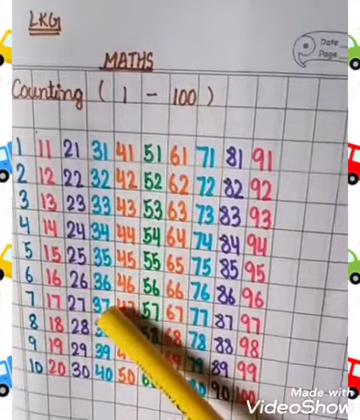 LKG
Date
Page
MATHS
Counting ( 1 - 100 )
1 11 21 31 41 51 61 71 81 91
2 12 22 32 42 52 62 72 82 92
3 13 23 33 43 53 63 73 83 93
4 14 24 34 44 54 64 74 84 94
5 15 25 35 45 55 65 75 85 95
6 16 26 36 46 56 66 76 86 96
7 17 27 37 57 67 77 87 97
8 18 28 68 78 88 98
9 19 29 39 89 99
10 20 30 40 50 90 100
Made with